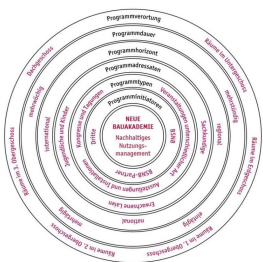 Programmverortung
Programmdauer
Programmhorizont
Programmadressaten
Programmtypen
Programminitiatoren
NEUE
BAUAKADEMIE
Nachhaltiges
Nutzungs-
management
Dritte
BSNB
BSNB-Partner
Kongresse und Tagungen
Veranstaltungen unterschiedlicher Art
Ausstellungen und Installationen
Jugendliche und Kinder
Sachkundige
Erwachsene Laien
international
regional
national
mehrwöchig
mehrstündig
mehrtägig
eintägig
Dachgeschoss
Räume im Untergeschoss
Räume im Erdgeschoss
Räume im 1. Obergeschoss
Räume im 2. Obergeschoss
Räume im 3. Obergeschoss